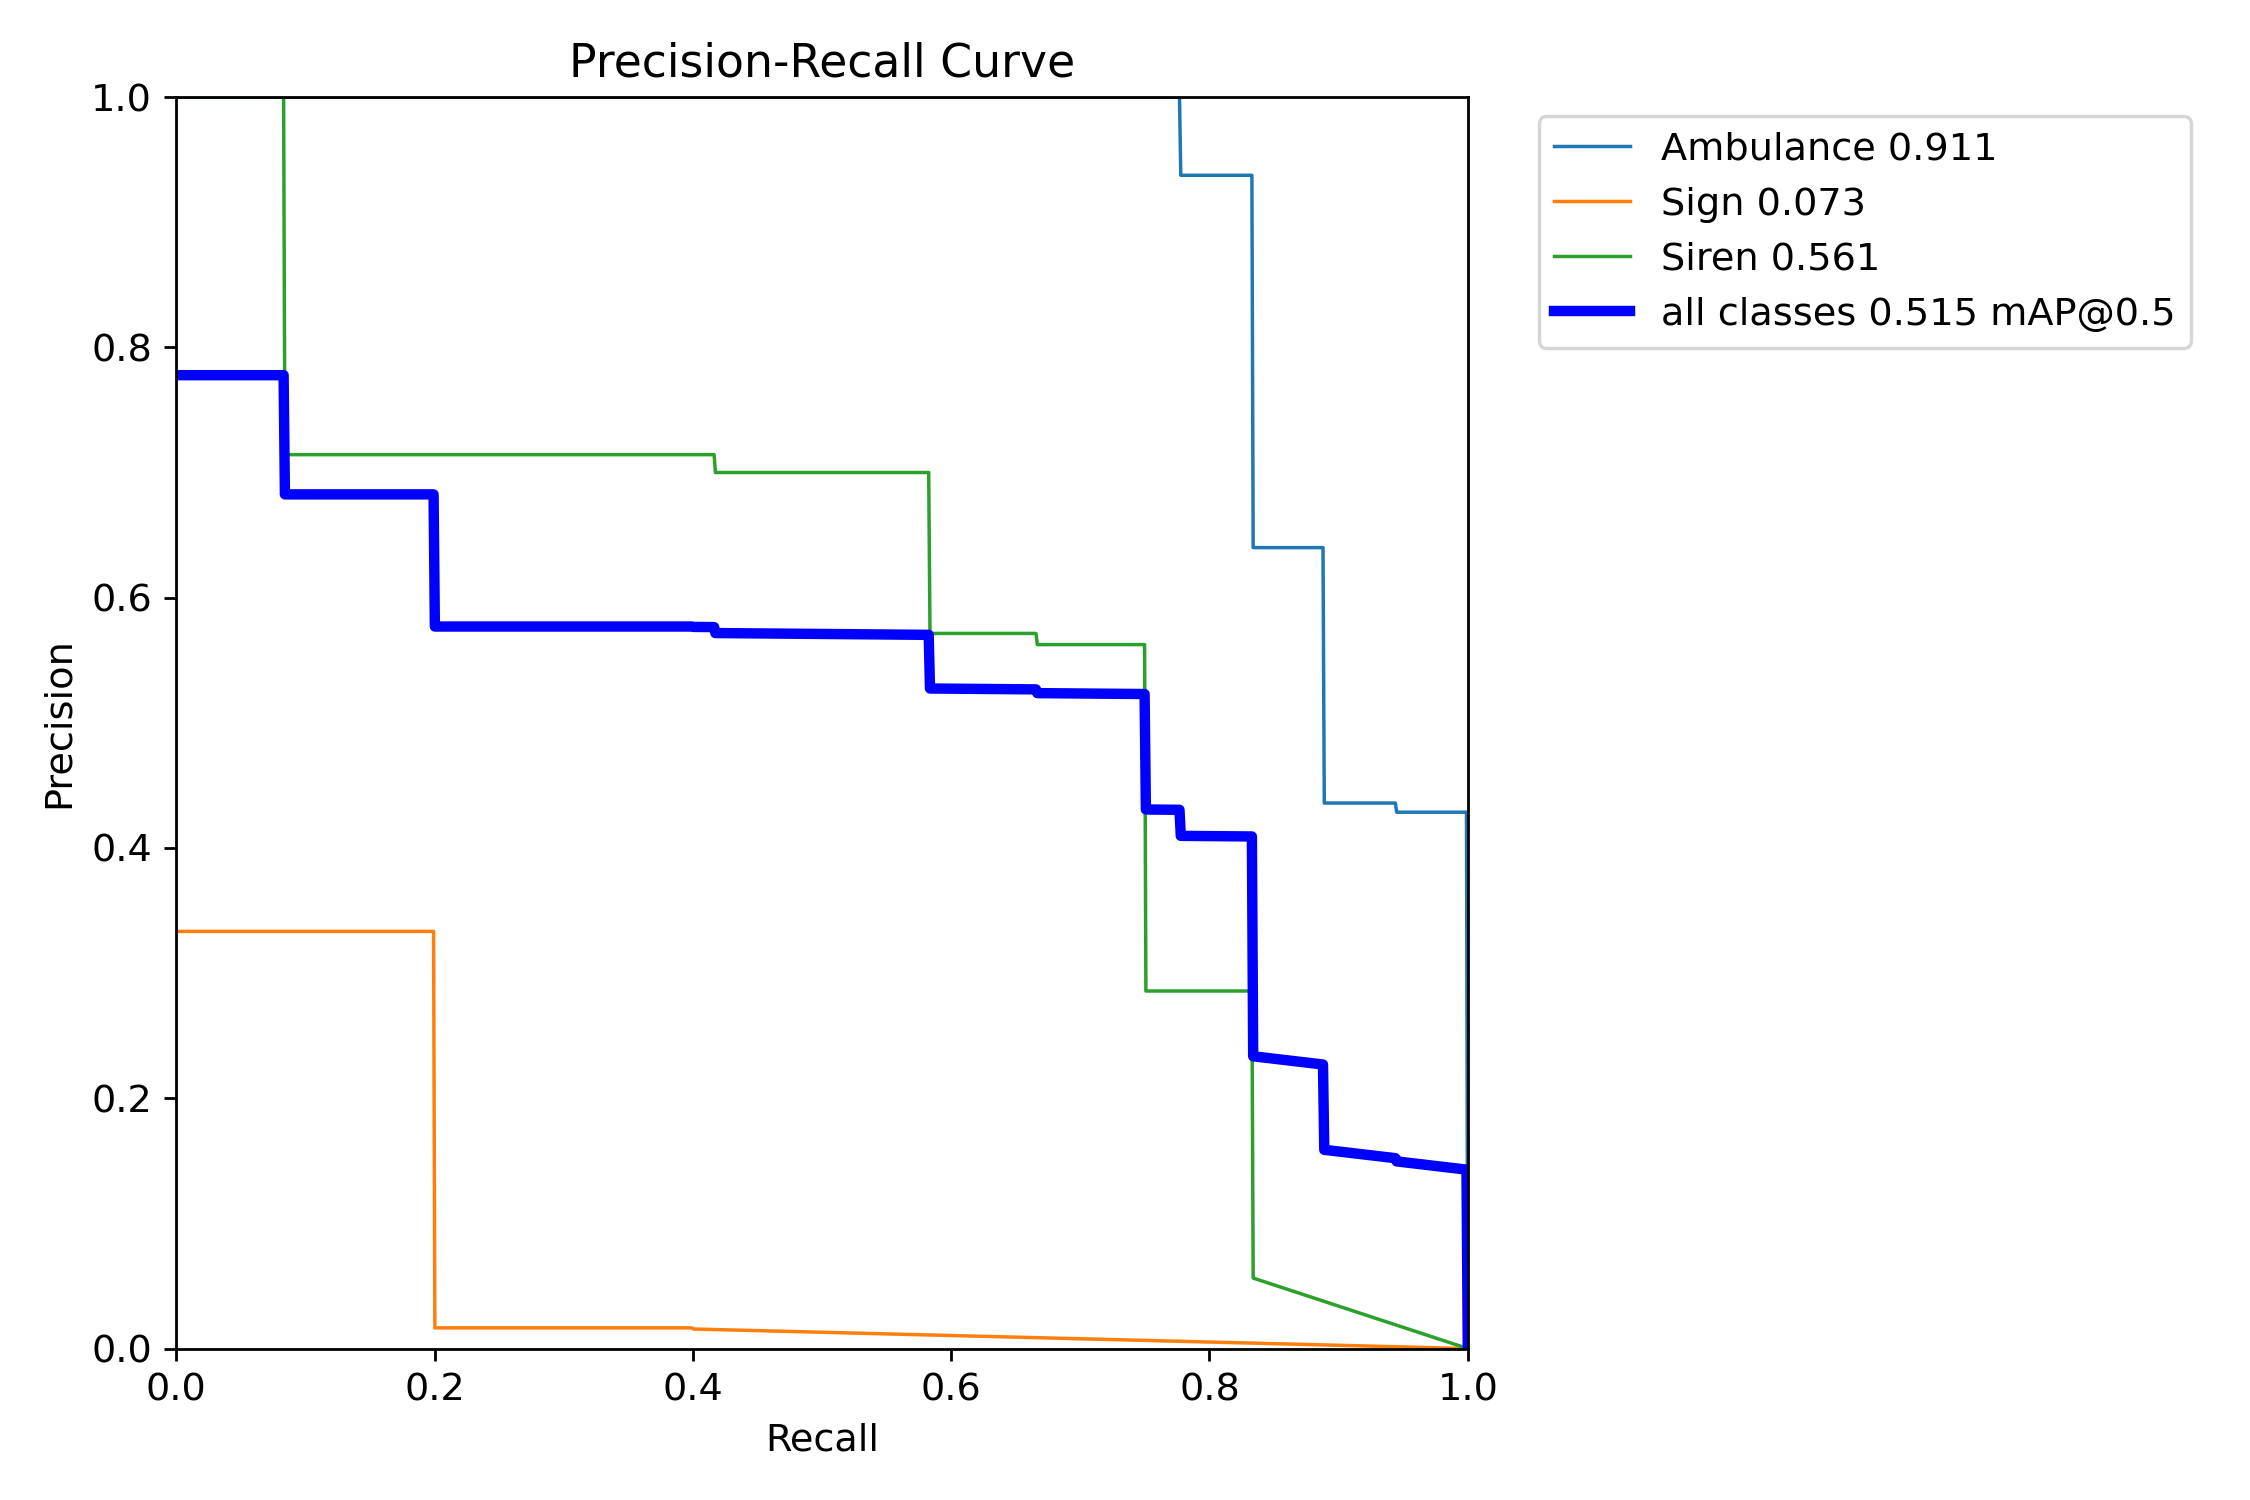 Precision-Recall Curve
1.0
0.8
0.6
0.4
0.2
0.0
Precision
0.0 0.2 0.4 0.6 0.8 1.0
Recall
Ambulance 0.911
Sign 0.073
Siren 0.561
all classes 0.515 mAP@0.5